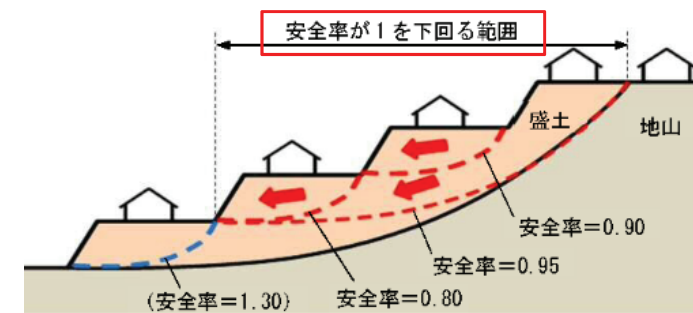 安全率が1を下回る範囲
盛土
地山
安全率=0.90
安全率=0.95
(安全率=1.30)
安全率=0.80